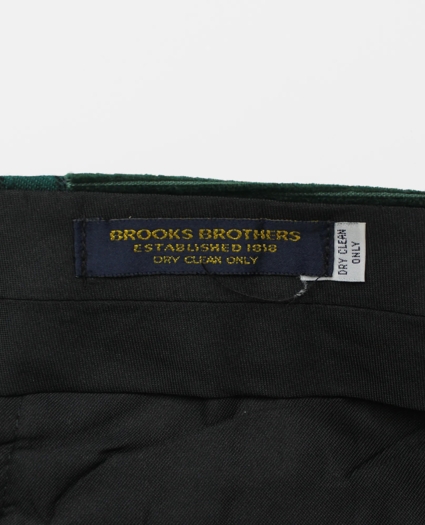 BROOKS BROTHERS
ESTABLISHED 1818
DRY CLEAN ONLY
DRY CLEAN
ONLY